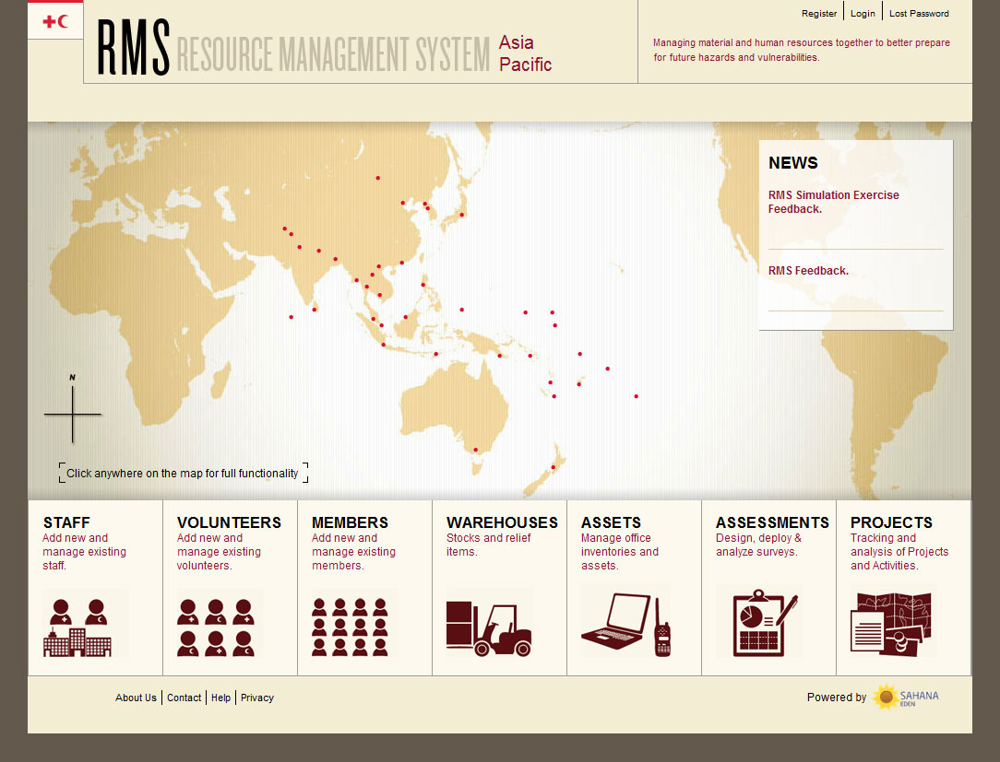 Register
Login
Lost Password
RMS RESOURCE MANAGEMENT SYSTEM
Asia
Pacific
Managing material and human resources together to better prepare
for future hazards and vulnerabilities.
NEWS
RMS Simulation Exercise
Feedback.
RMS Feedback.
N
Click anywhere on the map for full functionality
STAFF
Add new and
manage existing
staff.
VOLUNTEERS
Add new and
manage existing
volunteers.
MEMBERS
Add new and
manage existing
members.
WAREHOUSES
Stocks and relief
items.
ASSETS
Manage office
inventories and
assets.
ASSESSMENTS
Design, deploy &
analyze surveys.
PROJECTS
Tracking and
analysis of Projects
and Activities.
About Us
Contact
Help
Privacy
Powered by
SAHANA
EDEN